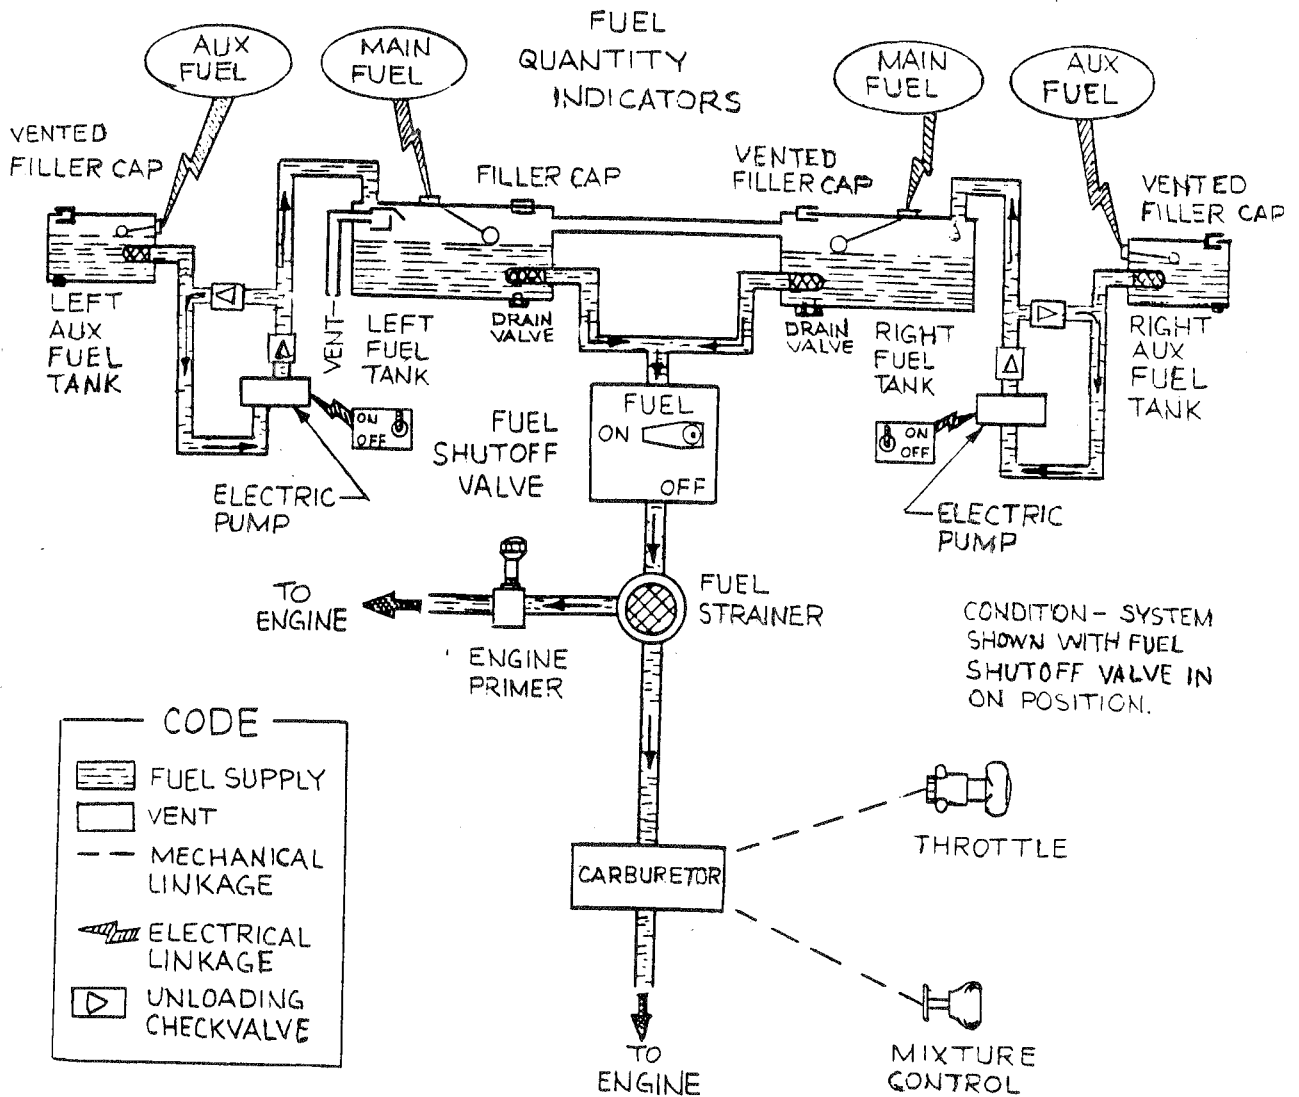 FUEL
QUANTITY
INDICATORS
AUX
FUEL
MAIN
FUEL
MAIN
FUEL
AUX
FUEL
VENTED
FILLER CAP
FILLER CAP
VENTED
FILLER CAP
VENTED
FILLER CAP
LEFT
AUX
FUEL
TANK
VENT
LEFT
FUEL
TANK
DRAIN
VALVE
DRAIN
VALVE
RIGHT
FUEL
TANK
RIGHT
AUX
FUEL
TANK
ON
OFF
ELECTRIC
PUMP
FUEL
SHUTOFF
VALVE
FUEL
ON
OFF
ON
OFF
ELECTRIC
PUMP
TO
ENGINE
ENGINE
PRIMER
FUEL
STRAINER
CONDITION - SYSTEM
SHOWN WITH FUEL
SHUTOFF VALVE IN
ON POSITION.
CODE
FUEL SUPPLY
VENT
MECHANICAL
LINKAGE
ELECTRICAL
LINKAGE
UNLOADING
CHECKVALVE
CARBURETOR
THROTTLE
MIXTURE
CONTROL
TO
ENGINE